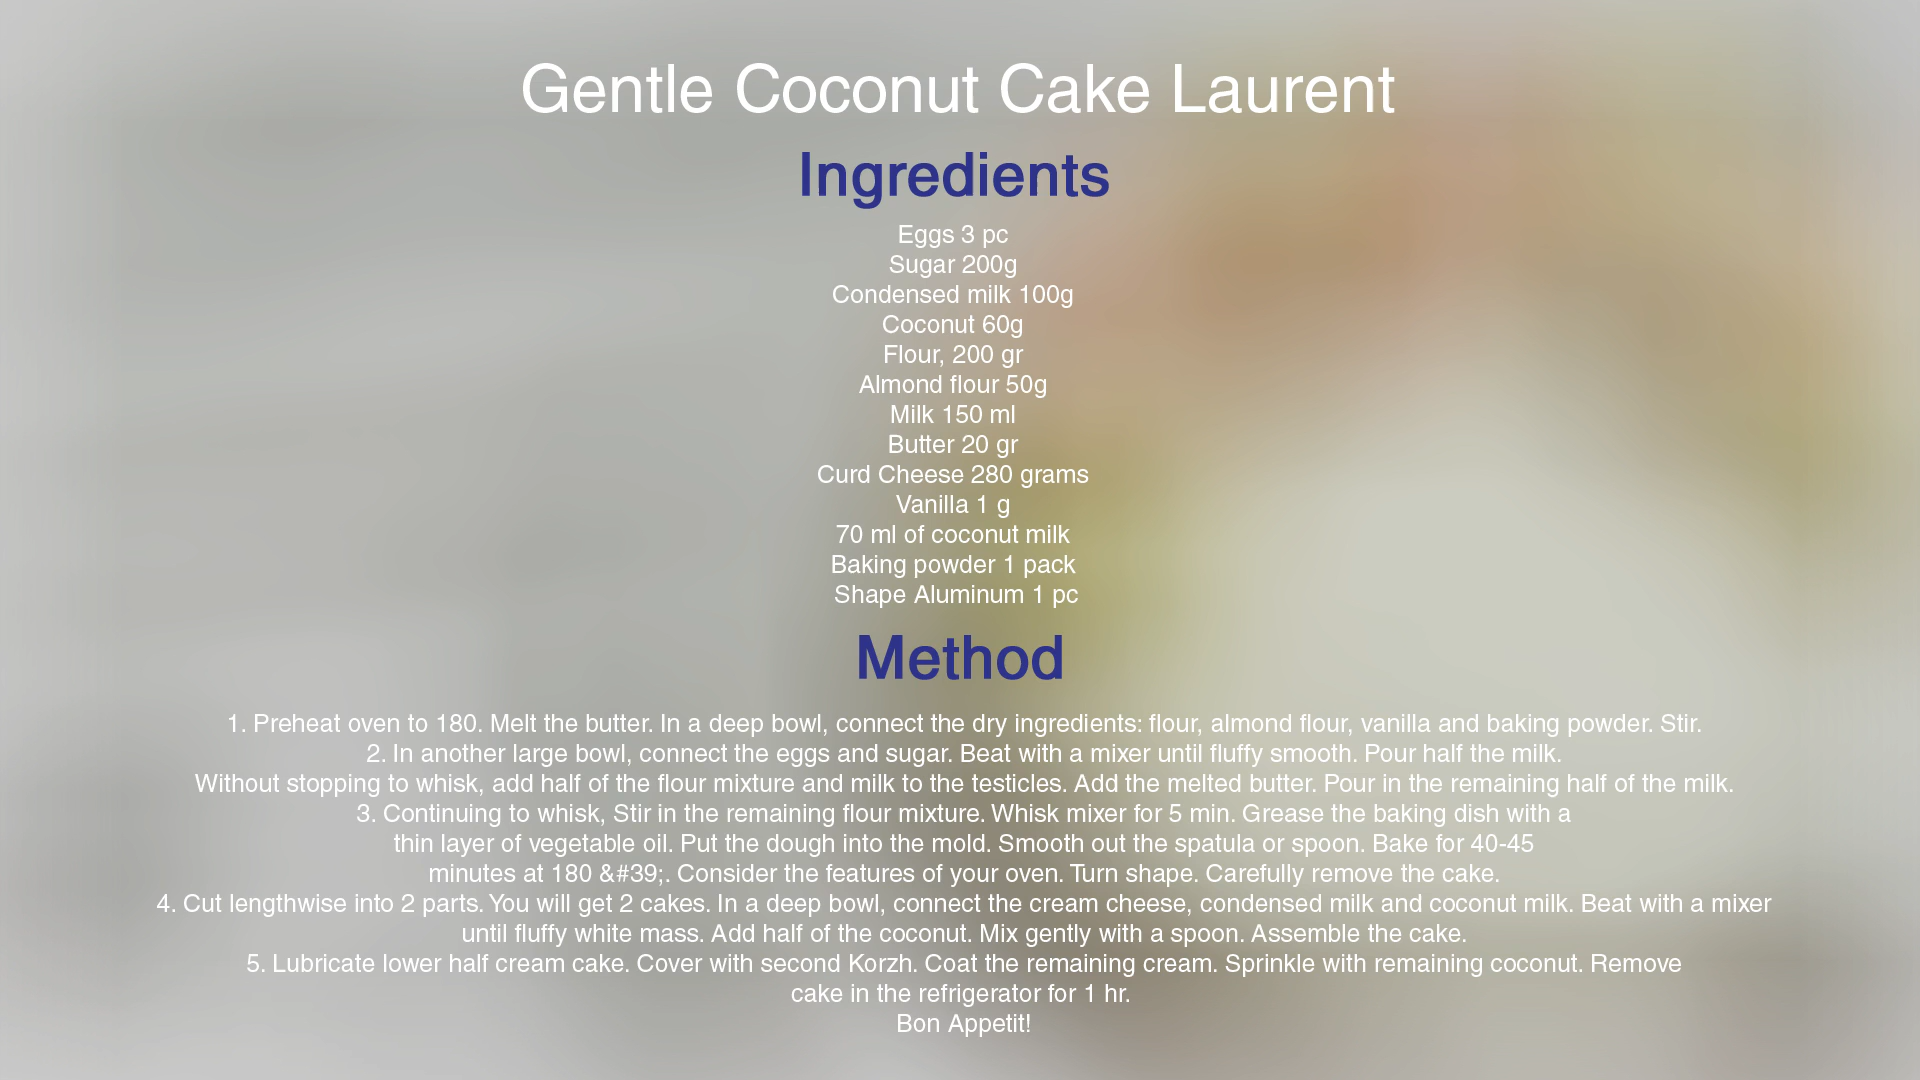 Gentle Coconut Cake Laurent
Ingredients
Eggs 3 pc
Sugar 200g
Condensed milk 100g
Coconut 60g
Flour, 200 gr
Almond flour 50g
Milk 150 ml
Butter 20 gr
Curd Cheese 280 grams
Vanilla 1 g
70 ml of coconut milk
Baking powder 1 pack
Shape Aluminum 1 pc
Method
1. Preheat oven to 180. Melt the butter. In a deep bowl, connect the dry ingredients: flour, almond flour, vanilla and baking powder. Stir.
2. In another large bowl, connect the eggs and sugar. Beat with a mixer until fluffy smooth. Pour half the milk.
Without stopping to whisk, add half of the flour mixture and milk to the testicles. Add the melted butter. Pour in the remaining half of the milk.
3. Continuing to whisk, Stir in the remaining flour mixture. Whisk mixer for 5 min. Grease the baking dish with a
thin layer of vegetable oil. Put the dough into the mold. Smooth out the spatula or spoon. Bake for 40-45
minutes at 180 &#39;. Consider the features of your oven. Turn shape. Carefully remove the cake.
4. Cut lengthwise into 2 parts. You will get 2 cakes. In a deep bowl, connect the cream cheese, condensed milk and coconut milk. Beat with a mixer
until fluffy white mass. Add half of the coconut. Mix gently with a spoon. Assemble the cake.
5. Lubricate lower half cream cake. Cover with second Korzh. Coat the remaining cream. Sprinkle with remaining coconut. Remove
cake in the refrigerator for 1 hr.
Bon Appetit!